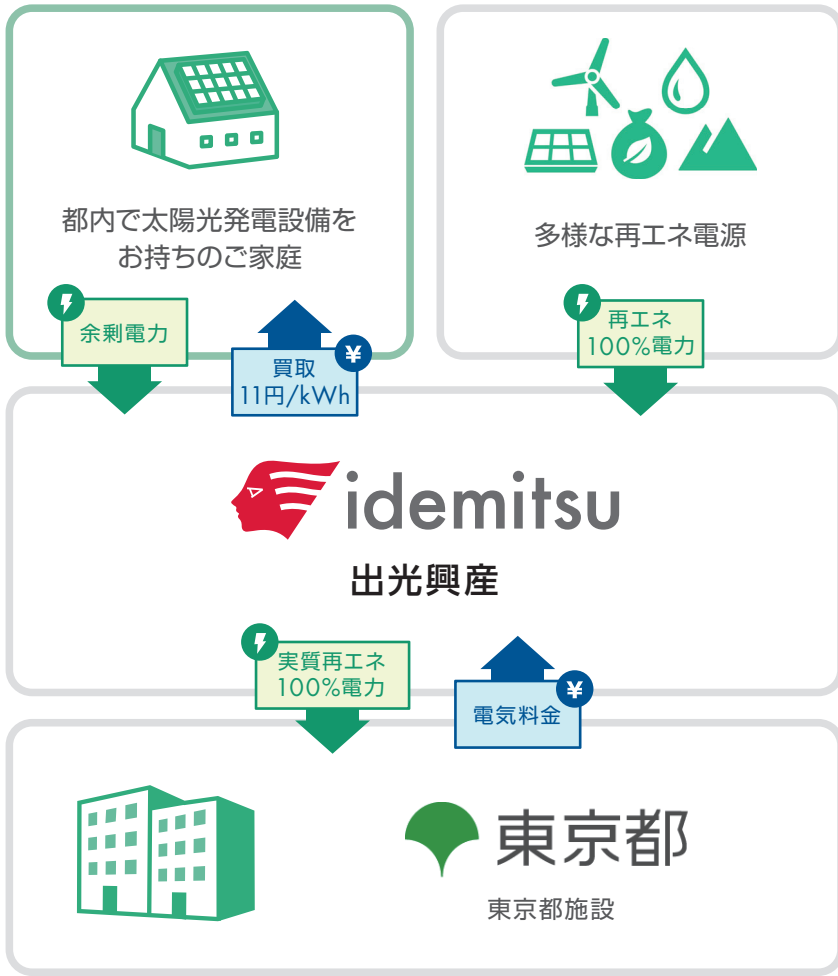 都内で太陽光発電設備を
お持ちのご家庭
多様な再エネ電源
余剰電力
買取
11円/kWh
¥
再エネ
100%電力
idemitsu
出光興産
実質再エネ
100%電力
電気料金
¥
東京都
東京都施設